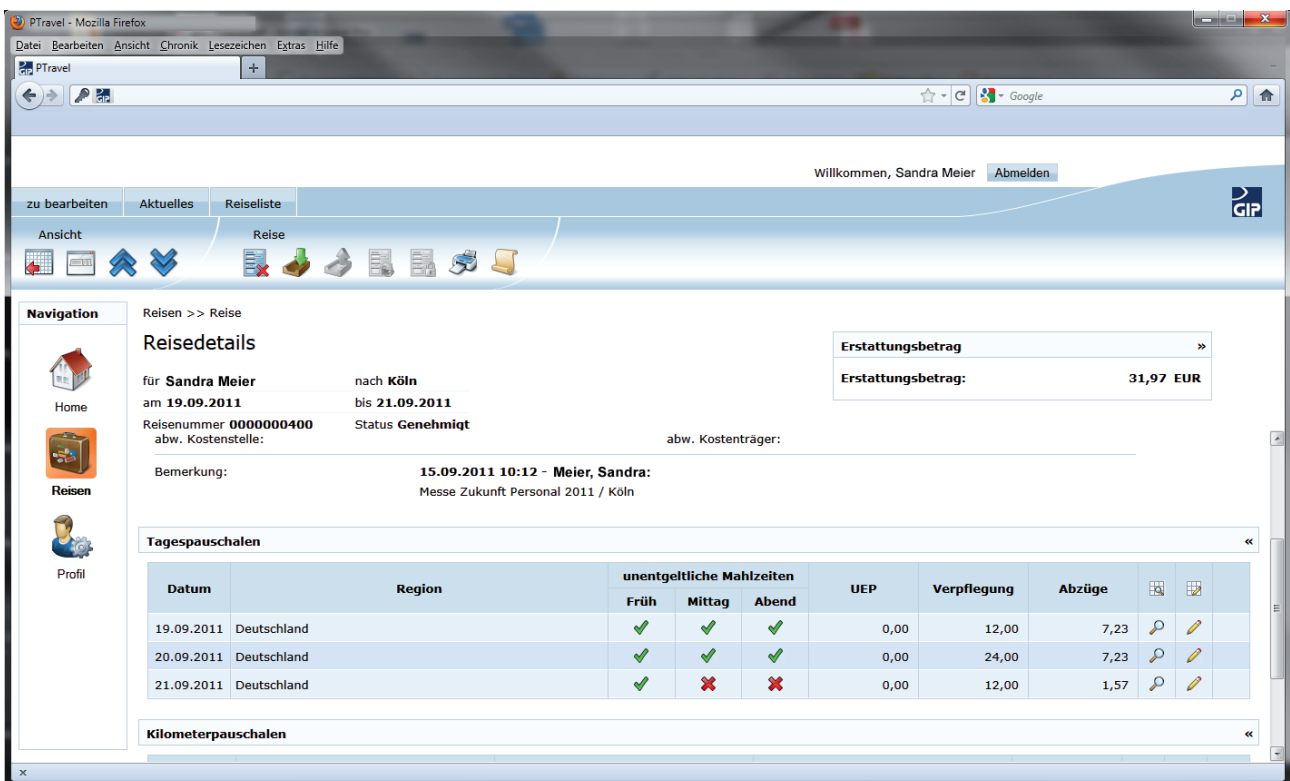 PTravel - Mozilla Firefox
Datei Bearbeiten Ansicht Chronik Lesezeichen Extras Hilfe
GIP PTravel +
GIP Google
Willkommen, Sandra Meier Abmelden
zu bearbeiten Aktuelles Reiseliste
GIP
Ansicht Reise
Navigation
Home
Reisen
Profil
Reisen >> Reise
Reisedetails
für Sandra Meier nach Köln
am 19.09.2011 bis 21.09.2011
Reisenummer 0000000400 Status Genehmigt
Erstattungsbetrag »
Erstattungsbetrag: 31,97 EUR
abw. Kostenstelle: abw. Kostenträger:
Bemerkung: 15.09.2011 10:12 - Meier, Sandra:
Messe Zukunft Personal 2011 / Köln
Tagespauschalen «
Datum Region unentgeltliche Mahlzeiten UEP Verpflegung Abzüge
Früh Mittag Abend
19.09.2011 Deutschland 0,00 12,00 7,23
20.09.2011 Deutschland 0,00 24,00 7,23
21.09.2011 Deutschland 0,00 12,00 1,57
Kilometerpauschalen «
x